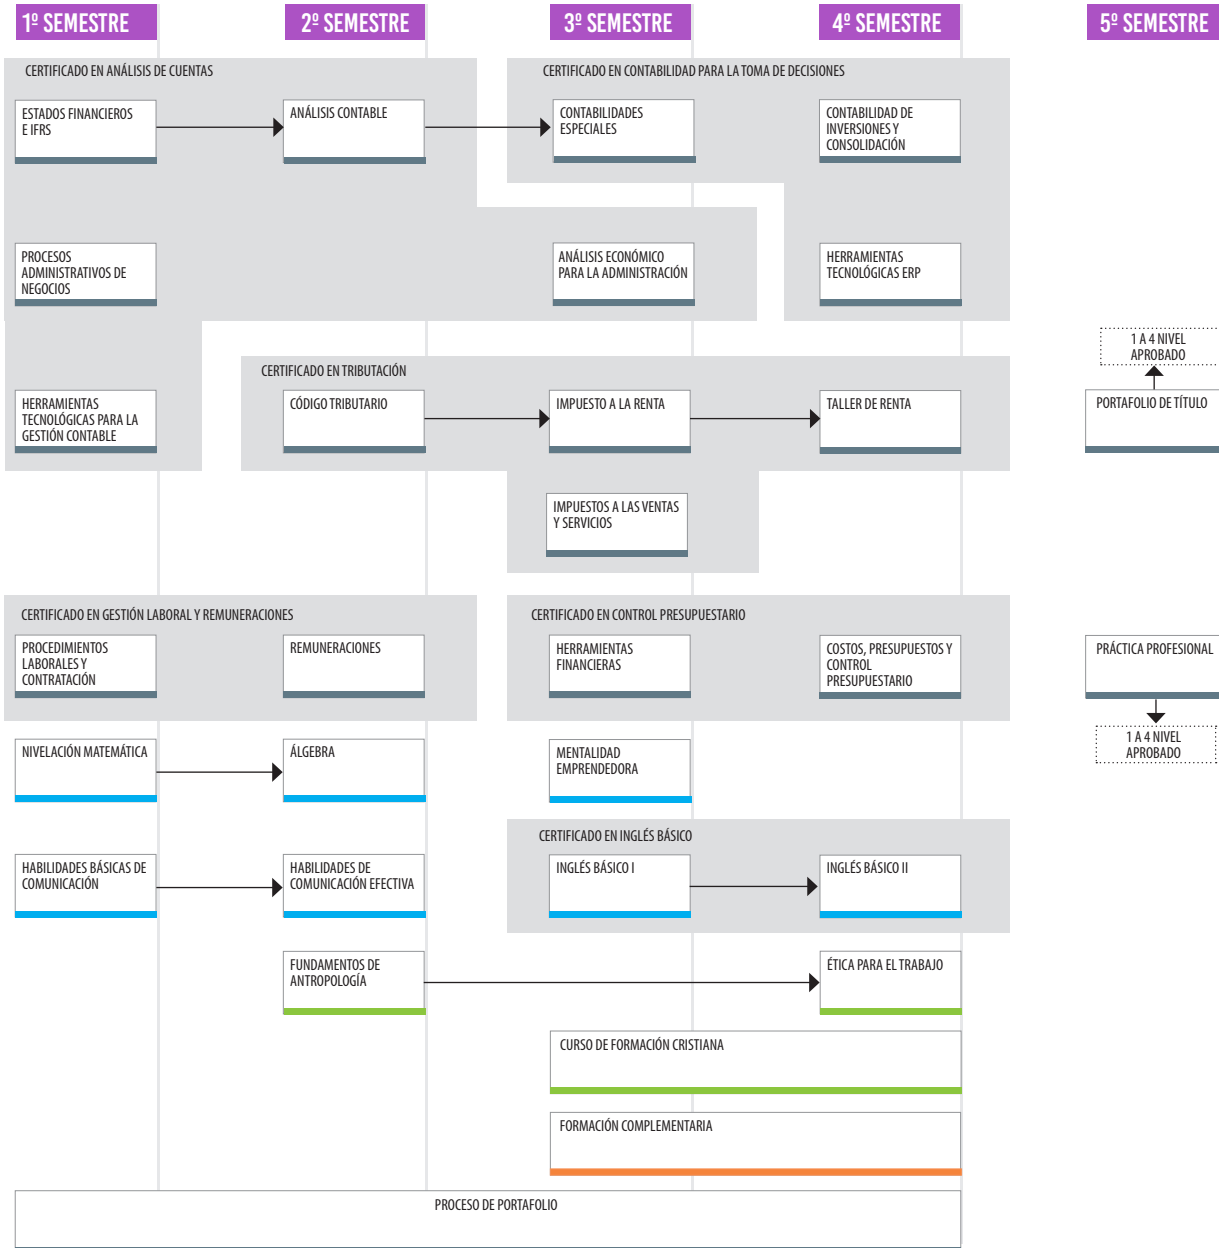 1º SEMESTRE
2º SEMESTRE
3º SEMESTRE
4º SEMESTRE
5º SEMESTRE
CERTIFICADO EN ANÁLISIS DE CUENTAS
CERTIFICADO EN CONTABILIDAD PARA LA TOMA DE DECISIONES
ESTADOS FINANCIEROS
E IFRS
ANÁLISIS CONTABLE
CONTABILIDADES
ESPECIALES
CONTABILIDAD DE
INVERSIONES Y
CONSOLIDACIÓN
PROCESOS
ADMINISTRATIVOS DE
NEGOCIOS
ANÁLISIS ECONÓMICO
PARA LA ADMINISTRACIÓN
HERRAMIENTAS
TECNOLÓGICAS ERP
1 A 4 NIVEL
APROBADO
CERTIFICADO EN TRIBUTACIÓN
HERRAMIENTAS
TECNOLÓGICAS PARA LA
GESTIÓN CONTABLE
CÓDIGO TRIBUTARIO
IMPUESTO A LA RENTA
TALLER DE RENTA
PORTAFOLIO DE TÍTULO
IMPUESTOS A LAS VENTAS
Y SERVICIOS
CERTIFICADO EN GESTIÓN LABORAL Y REMUNERACIONES
CERTIFICADO EN CONTROL PRESUPUESTARIO
PROCEDIMIENTOS
LABORALES Y
CONTRATACIÓN
REMUNERACIONES
HERRAMIENTAS
FINANCIERAS
COSTOS, PRESUPUESTOS Y
CONTROL
PRESUPUESTARIO
PRÁCTICA PROFESIONAL
1 A 4 NIVEL
APROBADO
NIVELACIÓN MATEMÁTICA
ÁLGEBRA
MENTALIDAD
EMPRENDEDORA
CERTIFICADO EN INGLÉS BÁSICO
HABILIDADES BÁSICAS DE
COMUNICACIÓN
HABILIDADES DE
COMUNICACIÓN EFECTIVA
INGLÉS BÁSICO I
INGLÉS BÁSICO II
FUNDAMENTOS DE
ANTROPOLOGÍA
ÉTICA PARA EL TRABAJO
CURSO DE FORMACIÓN CRISTIANA
FORMACIÓN COMPLEMENTARIA
PROCESO DE PORTAFOLIO